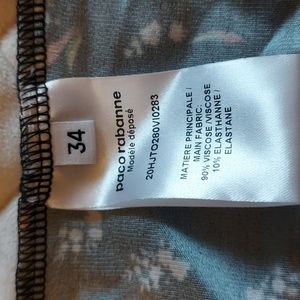 34
paco rabanne
Modèle déposé
20HJTO280VI0283
MATIERE PRINCIPALE /
MAIN FABRIC:
90% VISCOSE/VISCOSE
10% ELASTHANNE /
ELASTANE